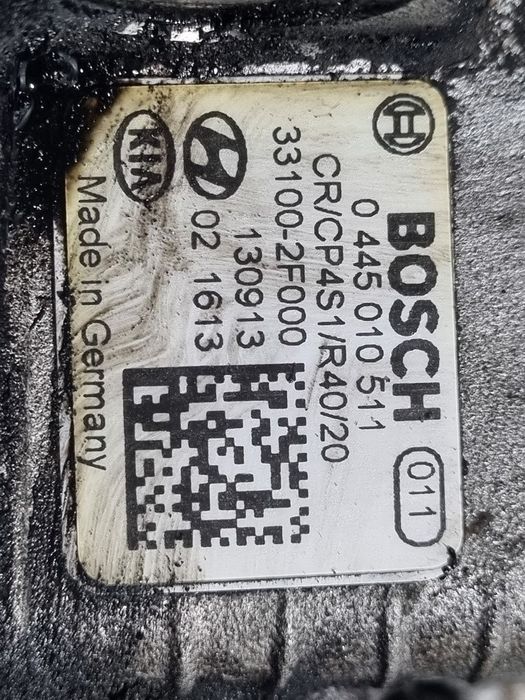 BOSCH 011
0 445 010 511
CR/CP4S1/R40/20
33100-2F000
130913
02 1613
KIA
Made in Germany